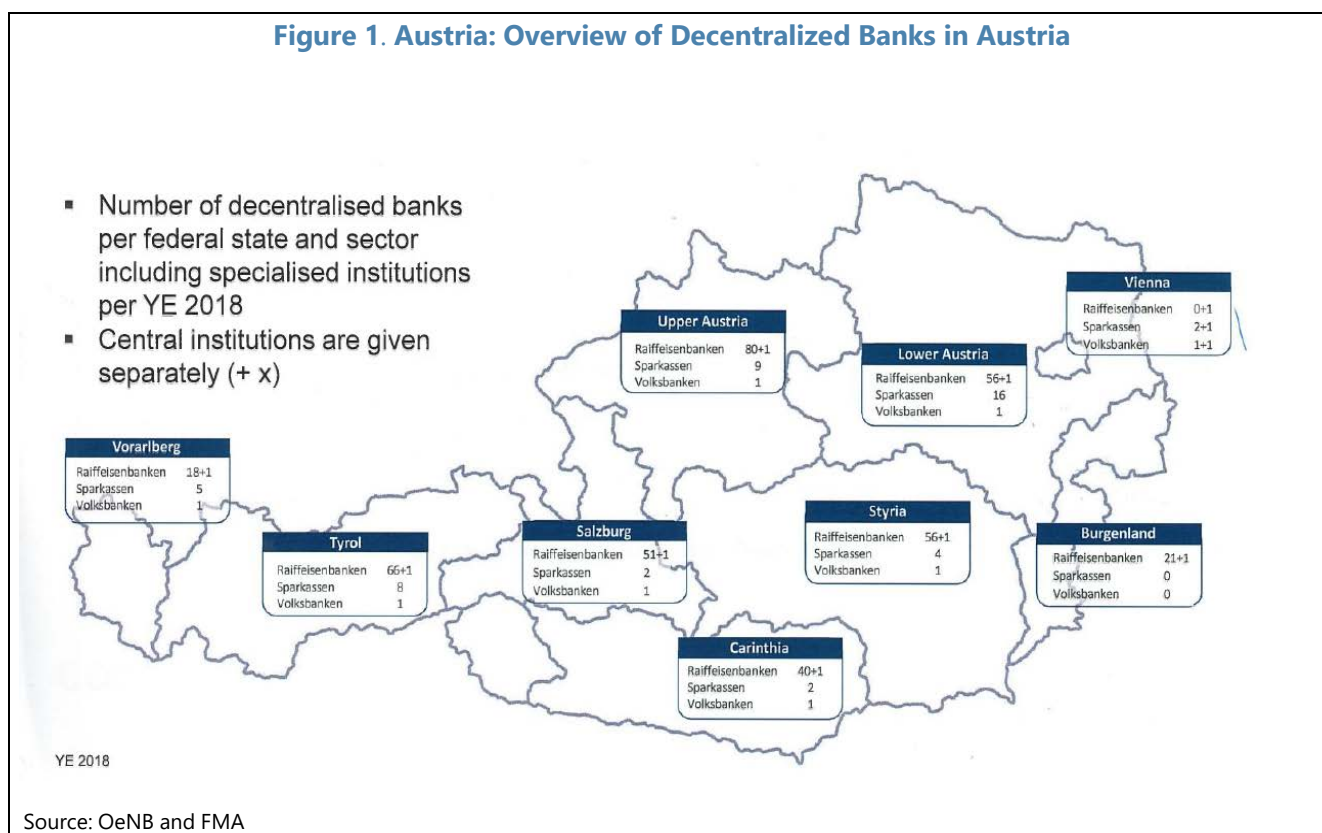 Figure 1. Austria: Overview of Decentralized Banks in Austria
▪ Number of decentralised banks
per federal state and sector
including specialised institutions
per YE 2018
▪ Central institutions are given
separately (+ x)
Vienna
Raiffeisenbanken 0+1
Sparkassen 2+1
Volksbanken 1+1
Upper Austria
Raiffeisenbanken 80+1
Sparkassen 9
Volksbanken 1
Lower Austria
Raiffeisenbanken 56+1
Sparkassen 16
Volksbanken 1
Vorarlberg
Raiffeisenbanken 18+1
Sparkassen 5
Volksbanken 1
Tyrol
Raiffeisenbanken 66+1
Sparkassen 8
Volksbanken 1
Salzburg
Raiffeisenbanken 51+1
Sparkassen 2
Volksbanken 1
Styria
Raiffeisenbanken 56+1
Sparkassen 4
Volksbanken 1
Burgenland
Raiffeisenbanken 21+1
Sparkassen 0
Volksbanken 0
Carinthia
Raiffeisenbanken 40+1
Sparkassen 2
Volksbanken 1
YE 2018
Source: OeNB and FMA